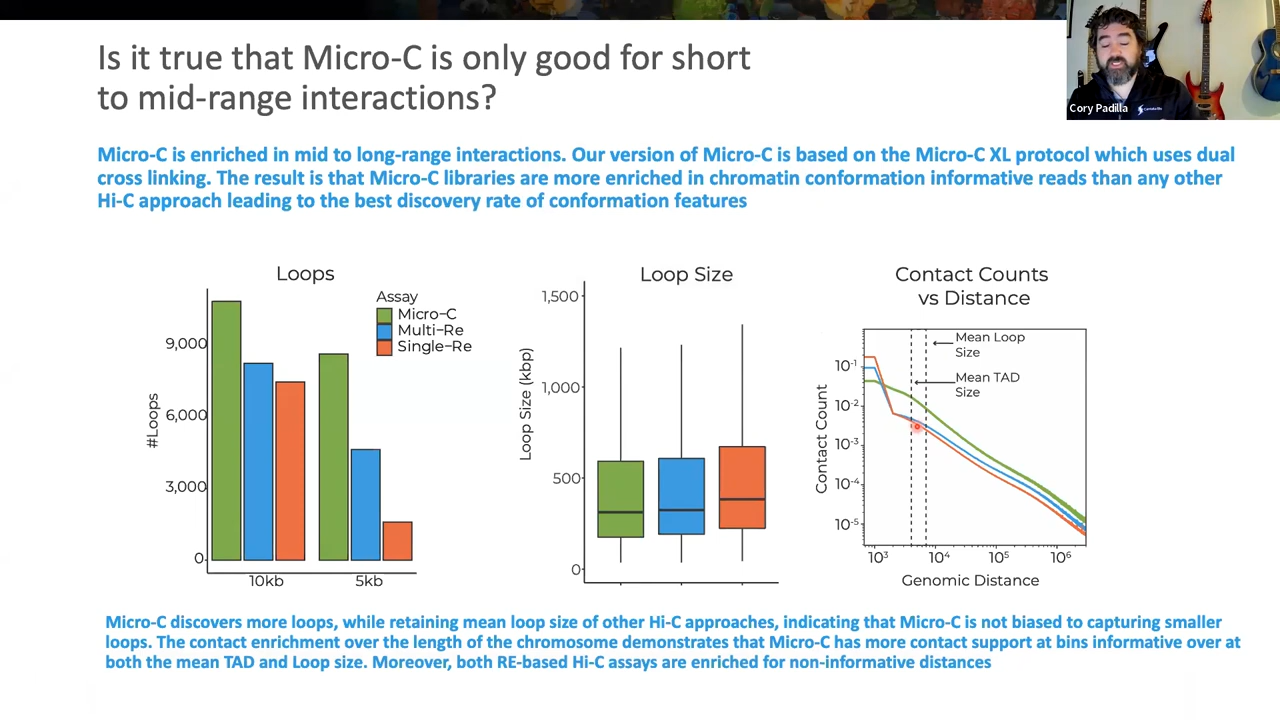 Is it true that Micro-C is only good for short
to mid-range interactions?
Cory Padilla
Micro-C is enriched in mid to long-range interactions. Our version of Micro-C is based on the Micro-C XL protocol which uses dual
cross linking. The result is that Micro-C libraries are more enriched in chromatin conformation informative reads than any other
Hi-C approach leading to the best discovery rate of conformation features
Loops
#Loops
9,000
6,000
3,000
0
10kb
5kb
Assay
Micro-C
Multi-Re
Single-Re
Loop Size
Loop Size (kbp)
1,500
1,000
500
0
Contact Counts
vs Distance
Contact Count
10⁻¹
10⁻²
10⁻³
10⁻⁴
10⁻⁵
Mean Loop
Size
Mean TAD
Size
10³
10⁴
10⁵
10⁶
Genomic Distance
Micro-C discovers more loops, while retaining mean loop size of other Hi-C approaches, indicating that Micro-C is not biased to capturing smaller
loops. The contact enrichment over the length of the chromosome demonstrates that Micro-C has more contact support at bins informative over at
both the mean TAD and Loop size. Moreover, both RE-based Hi-C assays are enriched for non-informative distances